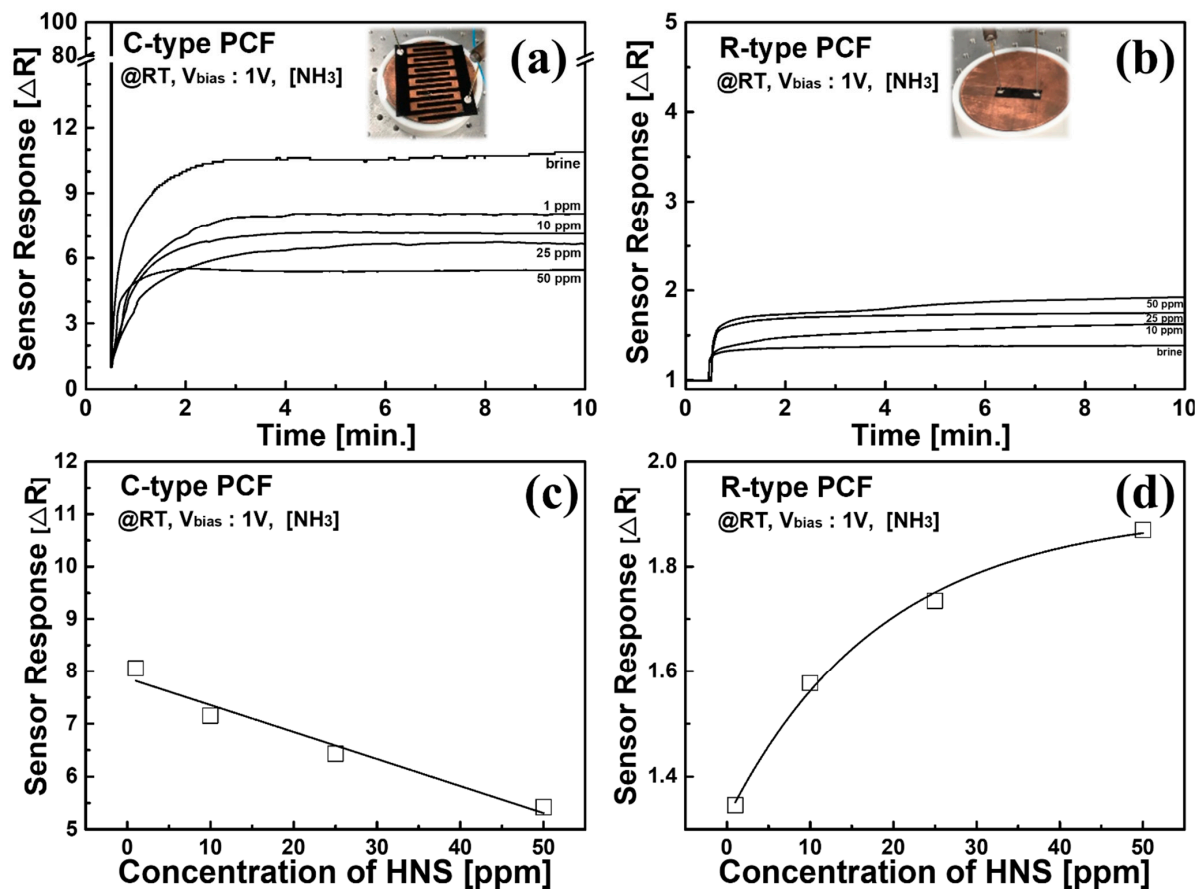 C-type PCF
@RT, Vbias : 1V, [NH3]
(a)
Sensor Response [△R]
100
80
12
9
6
3
0
brine
1 ppm
10 ppm
25 ppm
50 ppm
0 2 4 6 8 10
Time [min.]
R-type PCF
@RT, Vbias : 1V, [NH3]
(b)
Sensor Response [△R]
5
4
3
2
1
50 ppm
25 ppm
10 ppm
brine
0 2 4 6 8 10
Time [min.]
C-type PCF
@RT, Vbias : 1V, [NH3]
(c)
Sensor Response [△R]
12
11
10
9
8
7
6
5
0 10 20 30 40 50
Concentration of HNS [ppm]
R-type PCF
@RT, Vbias : 1V, [NH3]
(d)
Sensor Response [△R]
2.0
1.8
1.6
1.4
0 10 20 30 40 50
Concentration of HNS [ppm]